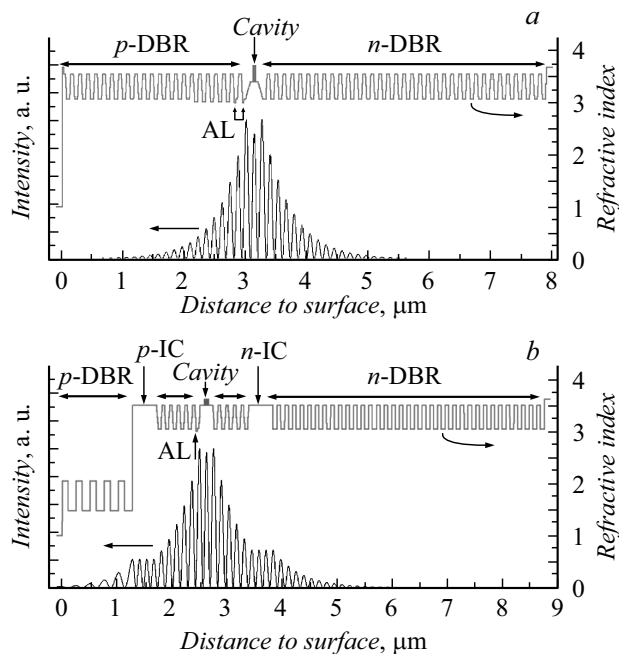 a
Cavity
p-DBR
n-DBR
AL
4
3
2
1
0
Intensity, a. u.
Refractive index
0 1 2 3 4 5 6 7 8
Distance to surface, μm
b
p-IC
n-IC
p-DBR
Cavity
n-DBR
AL
4
3
2
1
0
Intensity, a. u.
Refractive index
0 1 2 3 4 5 6 7 8 9
Distance to surface, μm